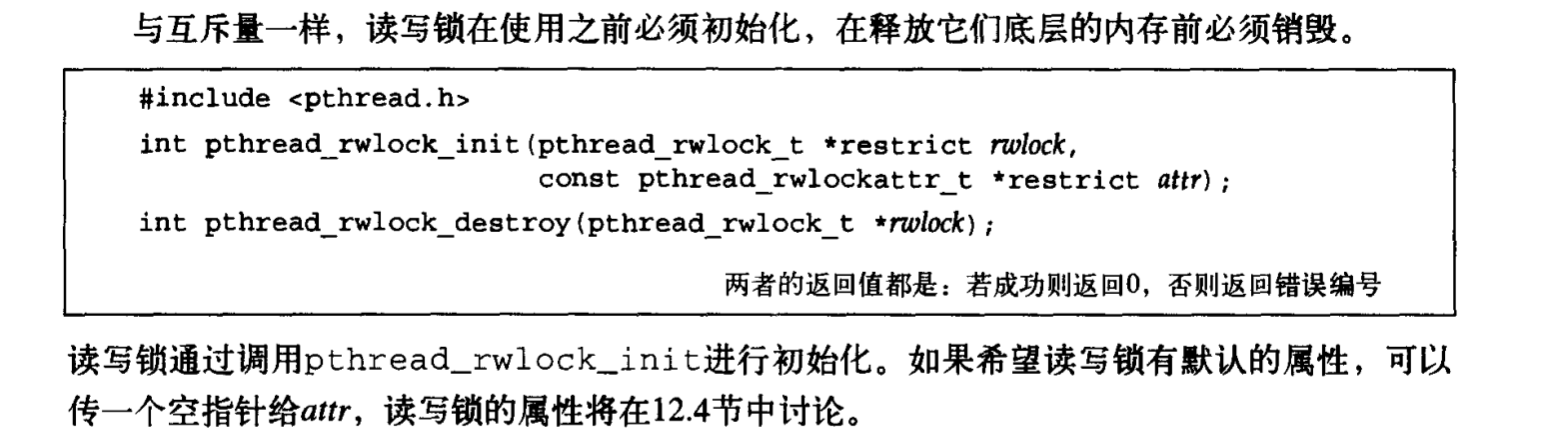 与互斥量一样，读写锁在使用之前必须初始化，在释放它们底层的内存前必须销毁。
#include <pthread.h>
int pthread_rwlock_init(pthread_rwlock_t *restrict rwlock,
const pthread_rwlockattr_t *restrict attr);
int pthread_rwlock_destroy(pthread_rwlock_t *rwlock);
两者的返回值都是：若成功则返回0，否则返回错误编号
读写锁通过调用pthread_rwlock_init进行初始化。如果希望读写锁有默认的属性，可以
传一个空指针给attr，读写锁的属性将在12.4节中讨论。